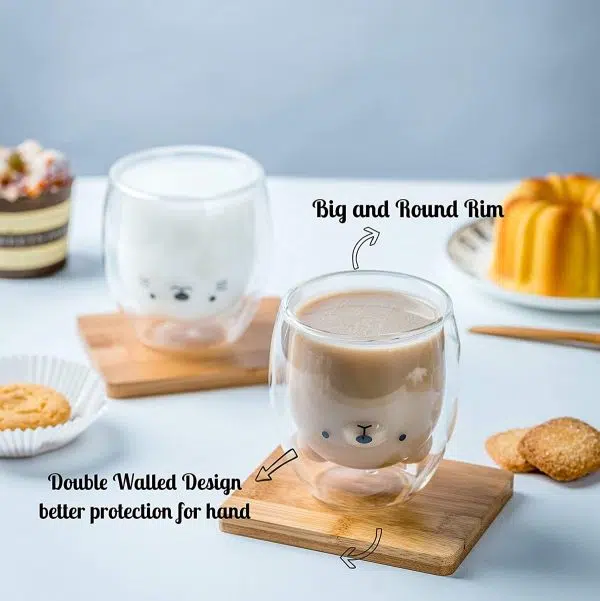 Big and Round Rim
Double Walled Design
better protection for hand